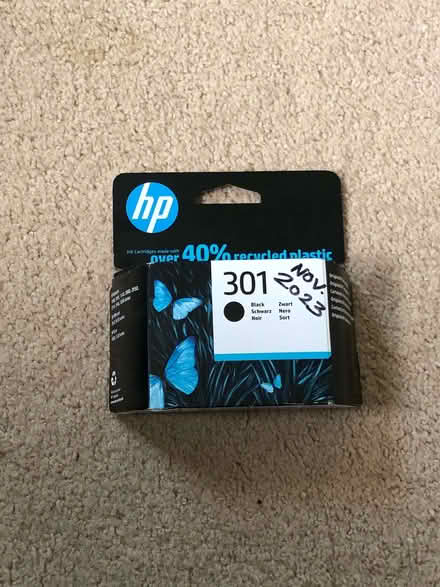 hp
Ink Cartridges made with
over 40% recycled plastic
301
NOV.
2023
Black Zwart
Schwarz Nero
Noir Sort